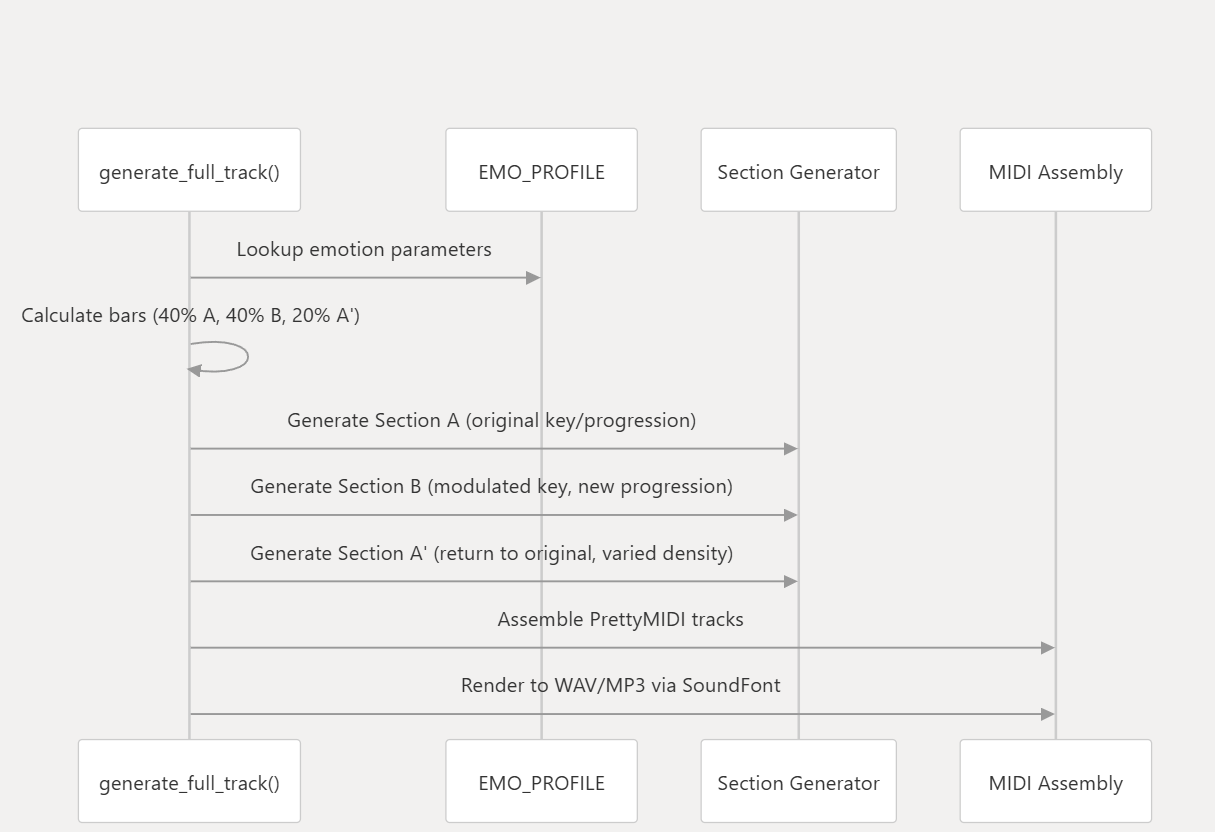 generate_full_track()
EMO_PROFILE
Section Generator
MIDI Assembly
Lookup emotion parameters
Calculate bars (40% A, 40% B, 20% A')
Generate Section A (original key/progression)
Generate Section B (modulated key, new progression)
Generate Section A' (return to original, varied density)
Assemble PrettyMIDI tracks
Render to WAV/MP3 via SoundFont
generate_full_track()
EMO_PROFILE
Section Generator
MIDI Assembly